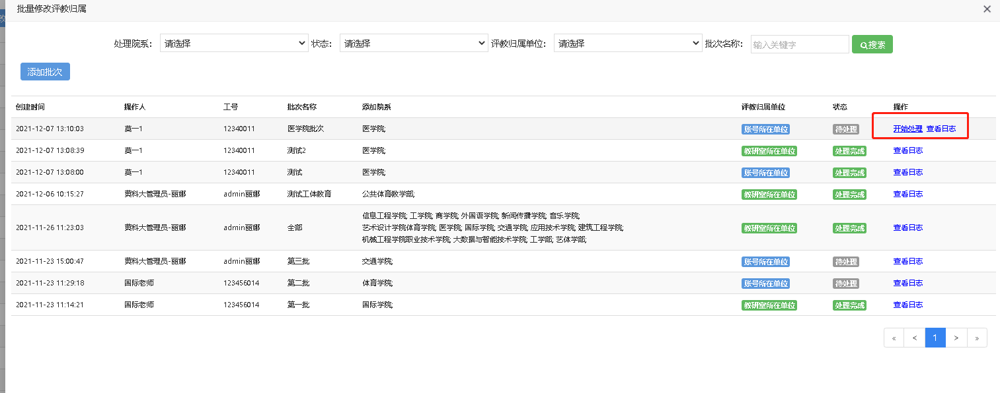 批量修改评教归属
处理院系： 请选择 状态： 请选择 评教归属单位： 请选择 批次名称： 输入关键字 搜索
添加批次
创建时间 操作人 工号 批次名称 添加院系 评教归属单位 状态 操作
2021-12-07 13:10:03 莫一1 12340011 医学院批次 医学院; 账号所在单位 待处理 开始处理 查看日志
2021-12-07 13:08:39 莫一1 12340011 测试2 医学院; 教研室所在单位 处理完成 查看日志
2021-12-07 13:08:00 莫一1 12340011 测试 医学院; 账号所在单位 处理完成 查看日志
2021-12-06 10:15:27 黄科大管理员-丽娜 admin丽娜 测试工体教育 公共体育教学部; 教研室所在单位 处理完成 查看日志
信息工程学院; 工学院; 商学院; 外国语学院; 新闻传播学院; 音乐学院;
2021-11-26 11:23:03 黄科大管理员-丽娜 admin丽娜 全部 艺术设计学院体育学院; 医学院; 国际学院; 交通学院; 应用技术学院; 建筑工程学院; 教研室所在单位 处理完成 查看日志
机械工程学院职业技术学院; 大数据与智能技术学院; 工学部; 艺体学部;
2021-11-23 15:00:47 黄科大管理员-丽娜 admin丽娜 第三批 交通学院; 账号所在单位 待处理 查看日志
2021-11-23 11:29:18 国际老师 123456014 第二批 体育学院; 账号所在单位 待处理 查看日志
2021-11-23 11:14:21 国际老师 123456014 第一批 国际学院; 教研室所在单位 处理完成 查看日志
« < 1 > »